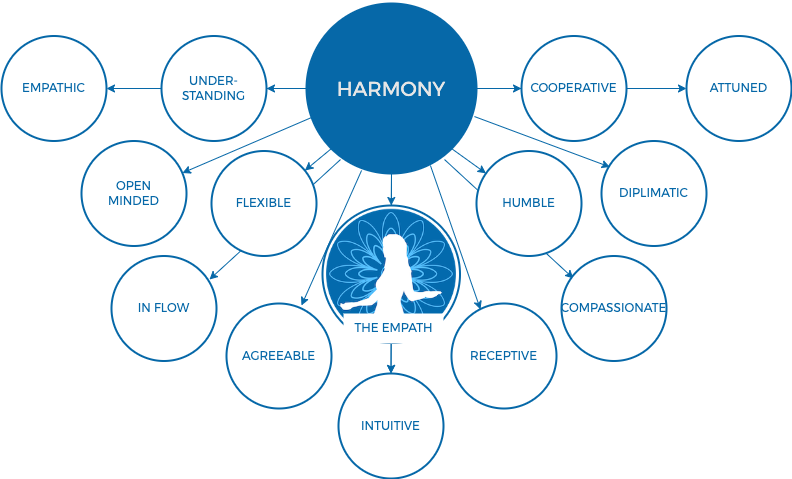 HARMONY
EMPATHIC
UNDER-
STANDING
COOPERATIVE
ATTUNED
OPEN
MINDED
FLEXIBLE
HUMBLE
DIPLIMATIC
IN FLOW
COMPASSIONATE
THE EMPATH
AGREEABLE
RECEPTIVE
INTUITIVE